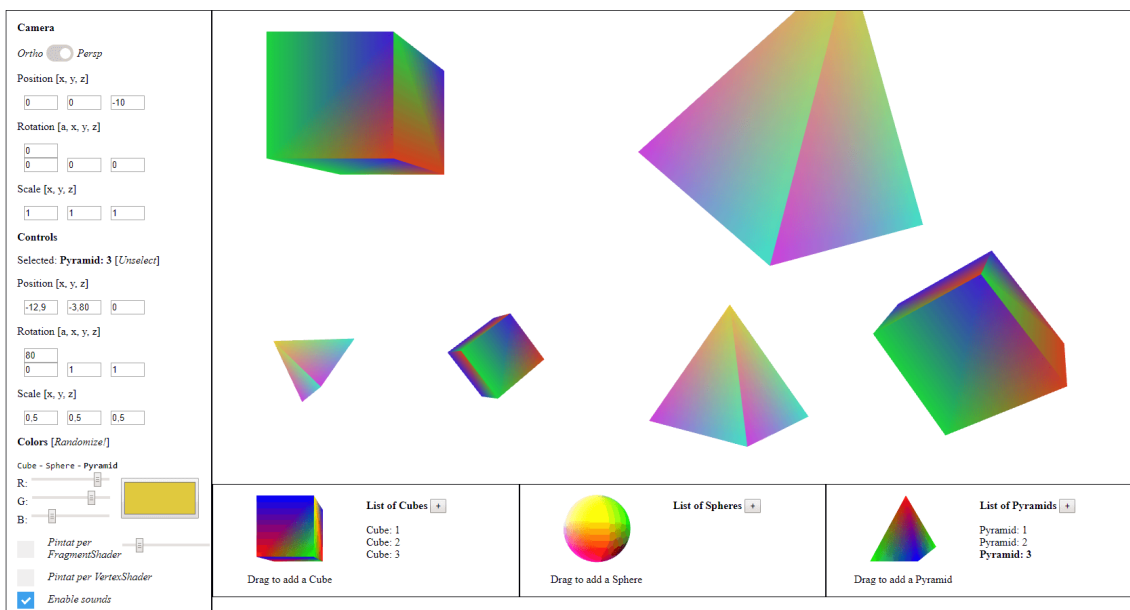 Camera
Ortho Persp
Position [x, y, z]
0 0 -10
Rotation [a, x, y, z]
0
0 0 0
Scale [x, y, z]
1 1 1
Controls
Selected: Pyramid: 3 [Unselect]
Position [x, y, z]
-12,9 -3,80 0
Rotation [a, x, y, z]
80
0 1 1
Scale [x, y, z]
0,5 0,5 0,5
Colors [Randomize!]
Cube - Sphere - Pyramid
R:
G:
B:
Pintat per
FragmentShader
Pintat per VertexShader
Enable sounds
List of Cubes +
Cube: 1
Cube: 2
Cube: 3
Drag to add a Cube
List of Spheres +
Drag to add a Sphere
List of Pyramids +
Pyramid: 1
Pyramid: 2
Pyramid: 3
Drag to add a Pyramid